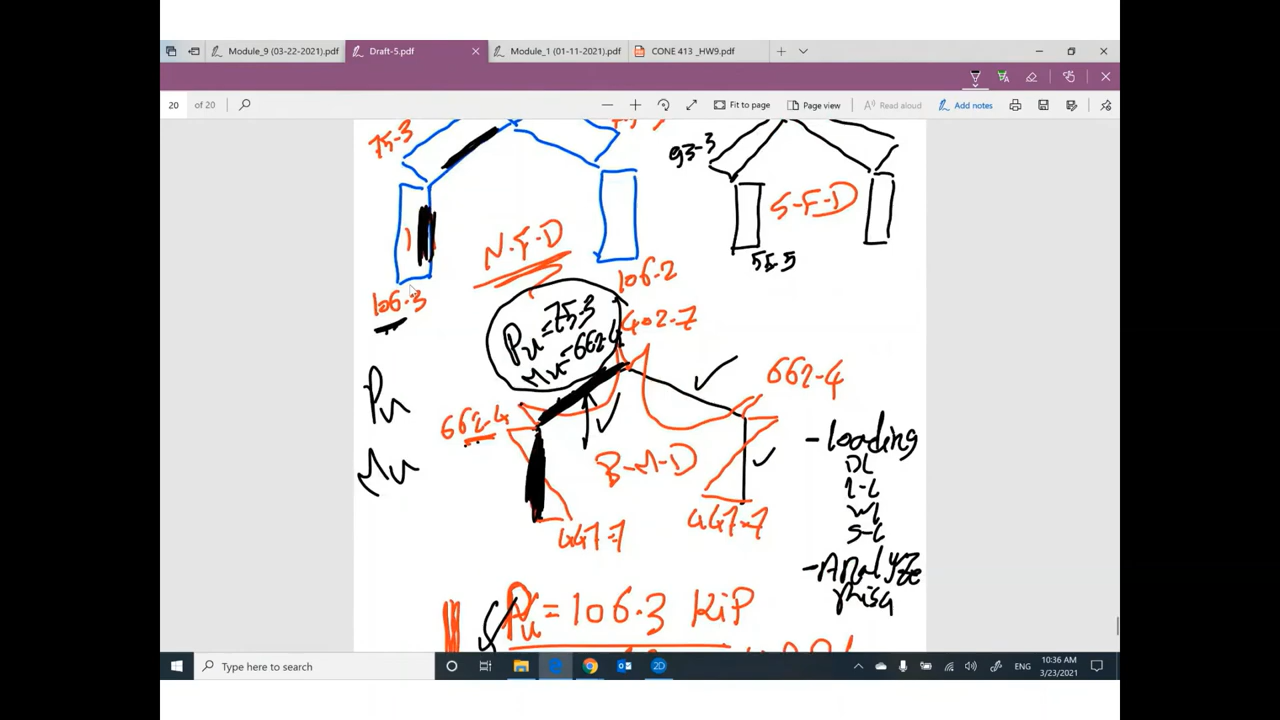 Module_9 (03-22-2021).pdf
Draft-5.pdf
Module_1 (01-11-2021).pdf
CONE 413 _HW9.pdf
20 of 20
Fit to page
Page view
Read aloud
Add notes
75-3
93-3
S-F-D
N-F-D
55.5
106-2
106-3
Pu=753
Mu=662.4
402-7
662-4
Pu
662-4
Mu
B-M-D
-loading
DL
L-L
WL
S-L
447-7
447-7
-Analyze
Pu = 106.3 KiP
Type here to search
ENG
10:36 AM
3/23/2021